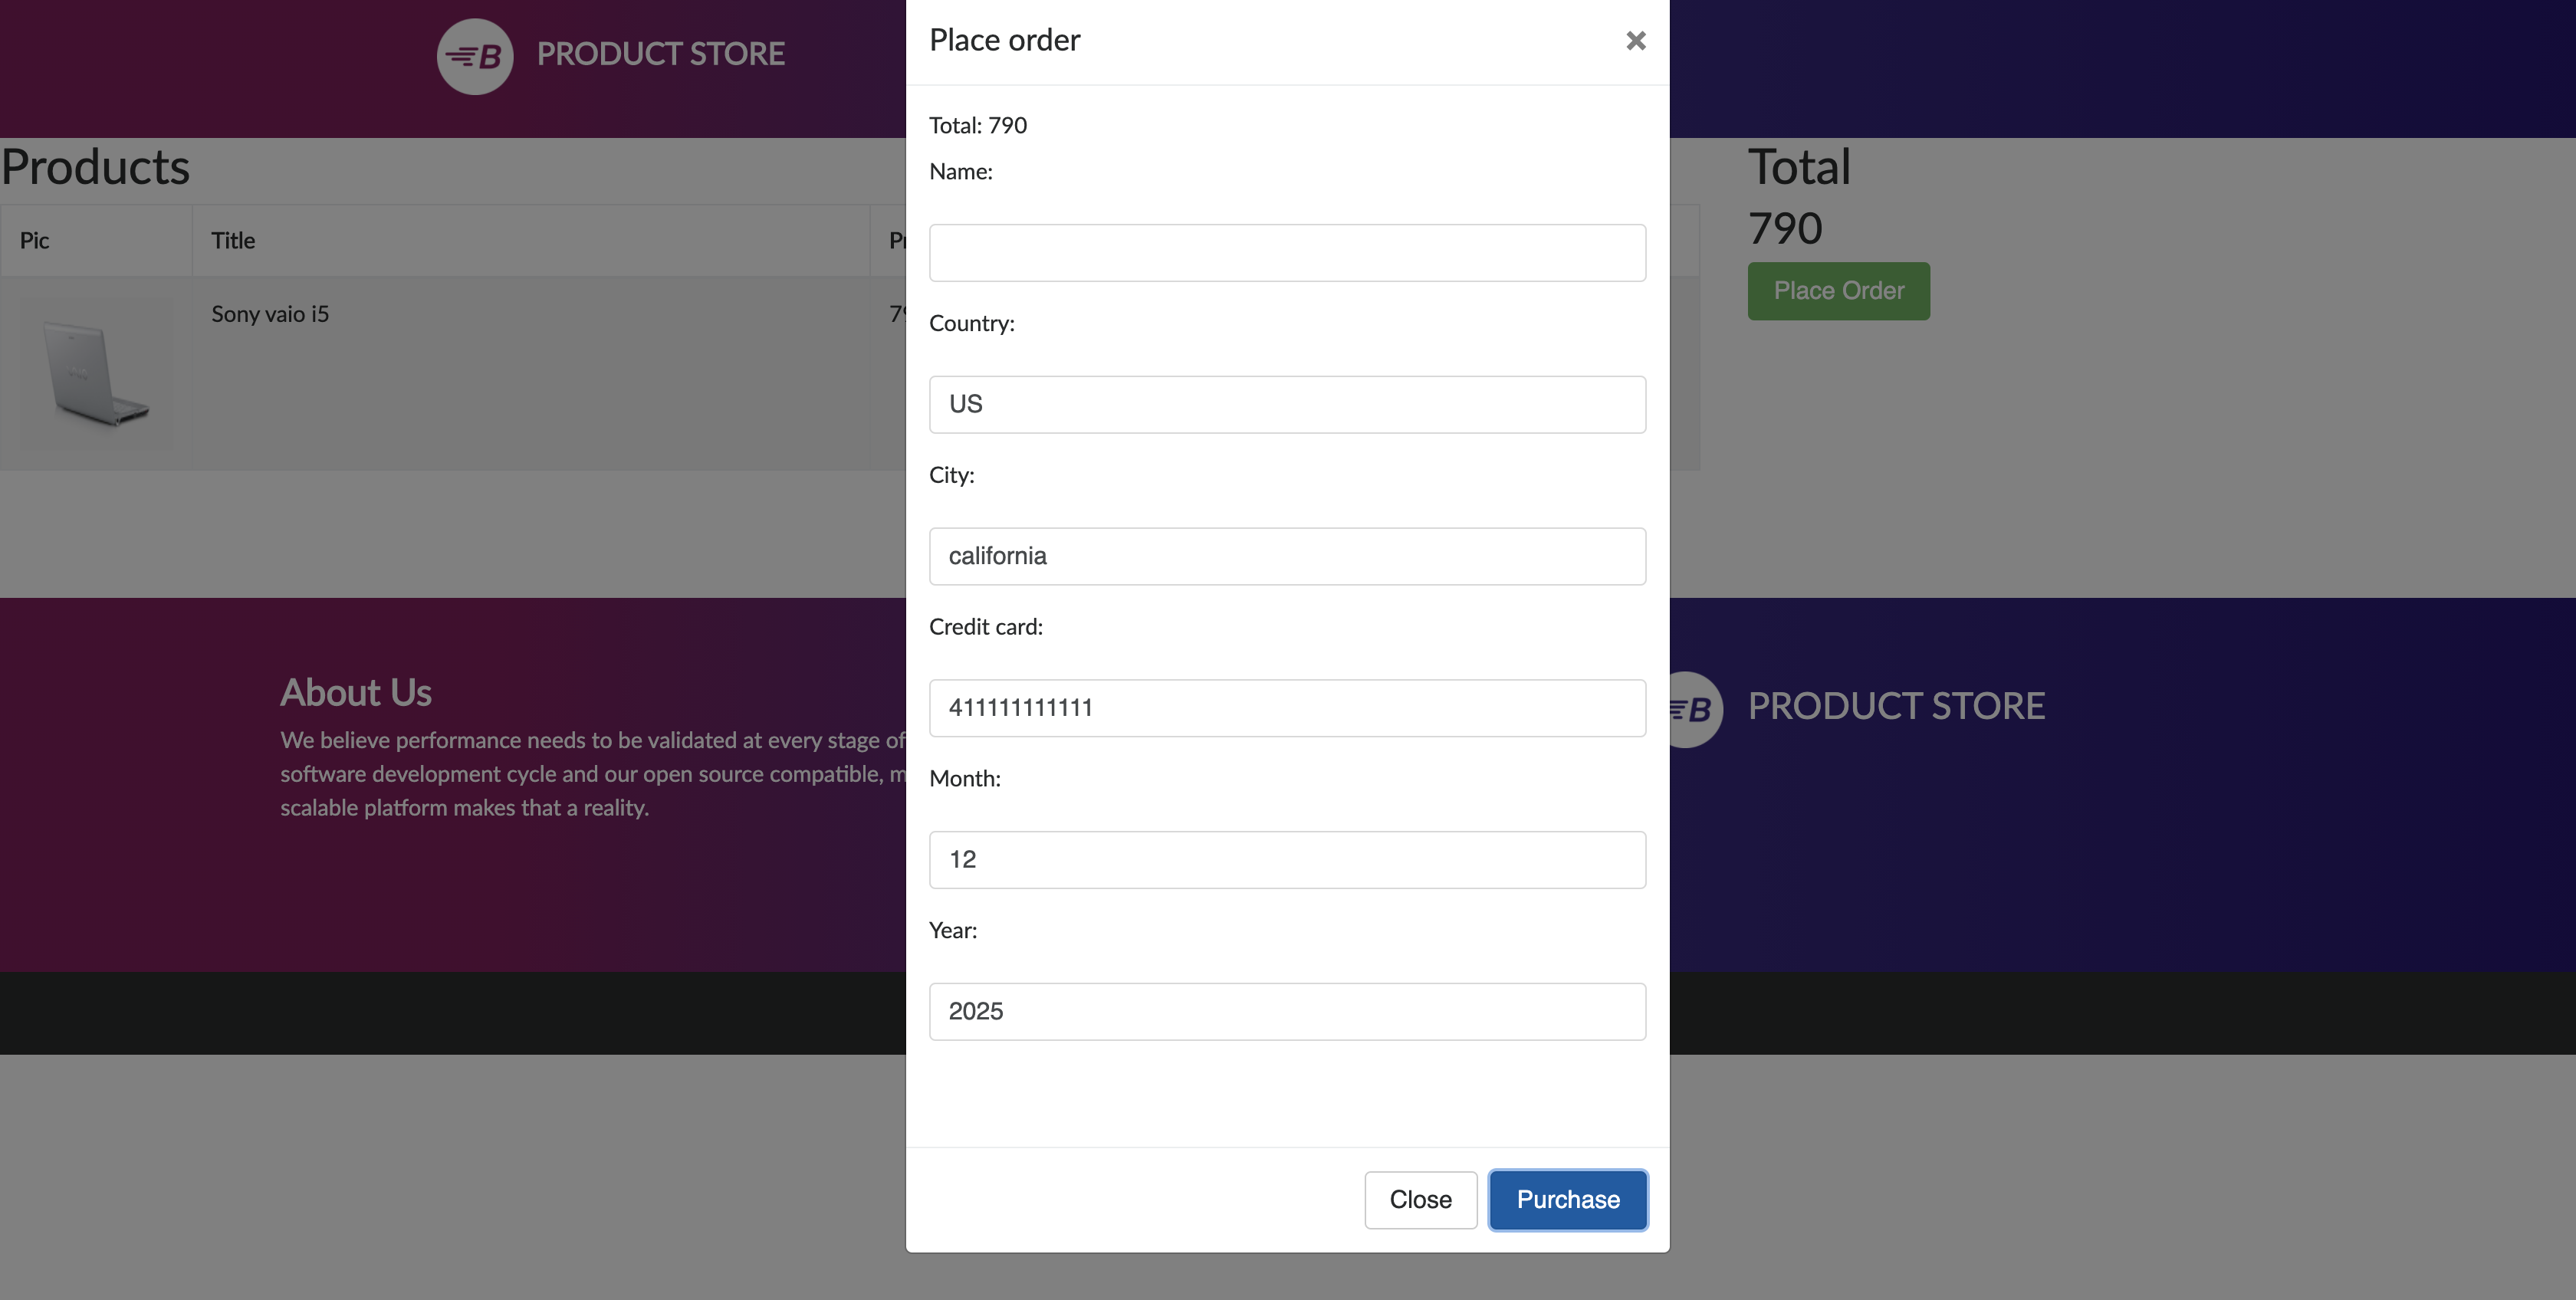 B PRODUCT STORE
Place order
×
Products
Pic Title
Sony vaio i5
Total
790
Place Order
Total: 790
Name:
Country:
US
City:
california
Credit card:
411111111111
Month:
12
Year:
2025
Close Purchase
About Us
We believe performance needs to be validated at every stage of
software development cycle and our open source compatible,
scalable platform makes that a reality.
B PRODUCT STORE